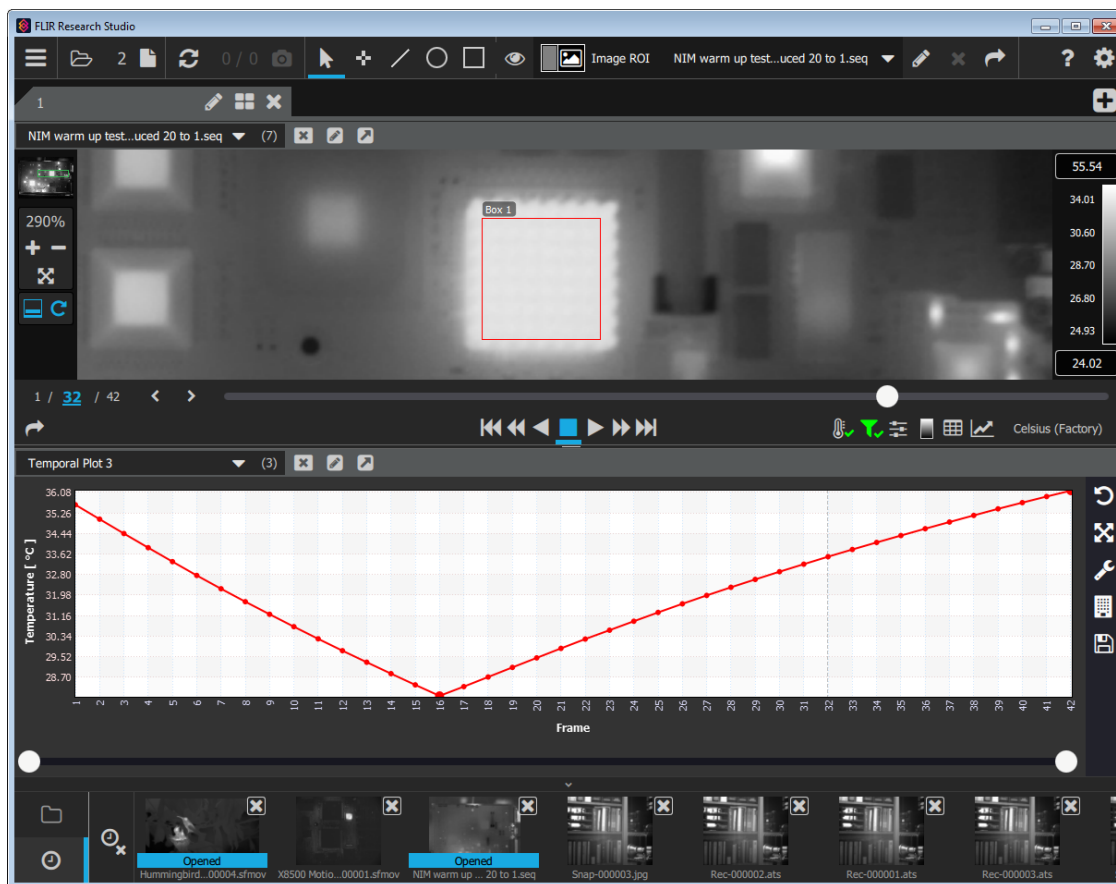 FLIR Research Studio
2
0 / 0
Image ROI
NIM warm up test...uced 20 to 1.seq
?
1
NIM warm up test...uced 20 to 1.seq (7)
290%
Box 1
55.54
34.01
30.60
28.70
26.80
24.93
24.02
1 / 32 / 42
Celsius (Factory)
Temporal Plot 3 (3)
Temperature [ °C ]
36.08
35.26
34.44
33.62
32.80
31.98
31.16
30.34
29.52
28.70
1 2 3 4 5 6 7 8 9 10 11 12 13 14 15 16 17 18 19 20 21 22 23 24 25 26 27 28 29 30 31 32 33 34 35 36 37 38 39 40 41 42
Frame
Opened
Hummingbird...00004.sfmov
X8500 Motio...00001.sfmov
Opened
NIM warm up ... 20 to 1.seq
Snap-000003.jpg
Rec-000002.ats
Rec-000001.ats
Rec-000003.ats